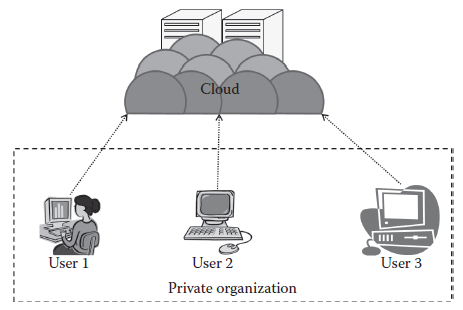 Cloud
User 1
User 2
User 3
Private organization